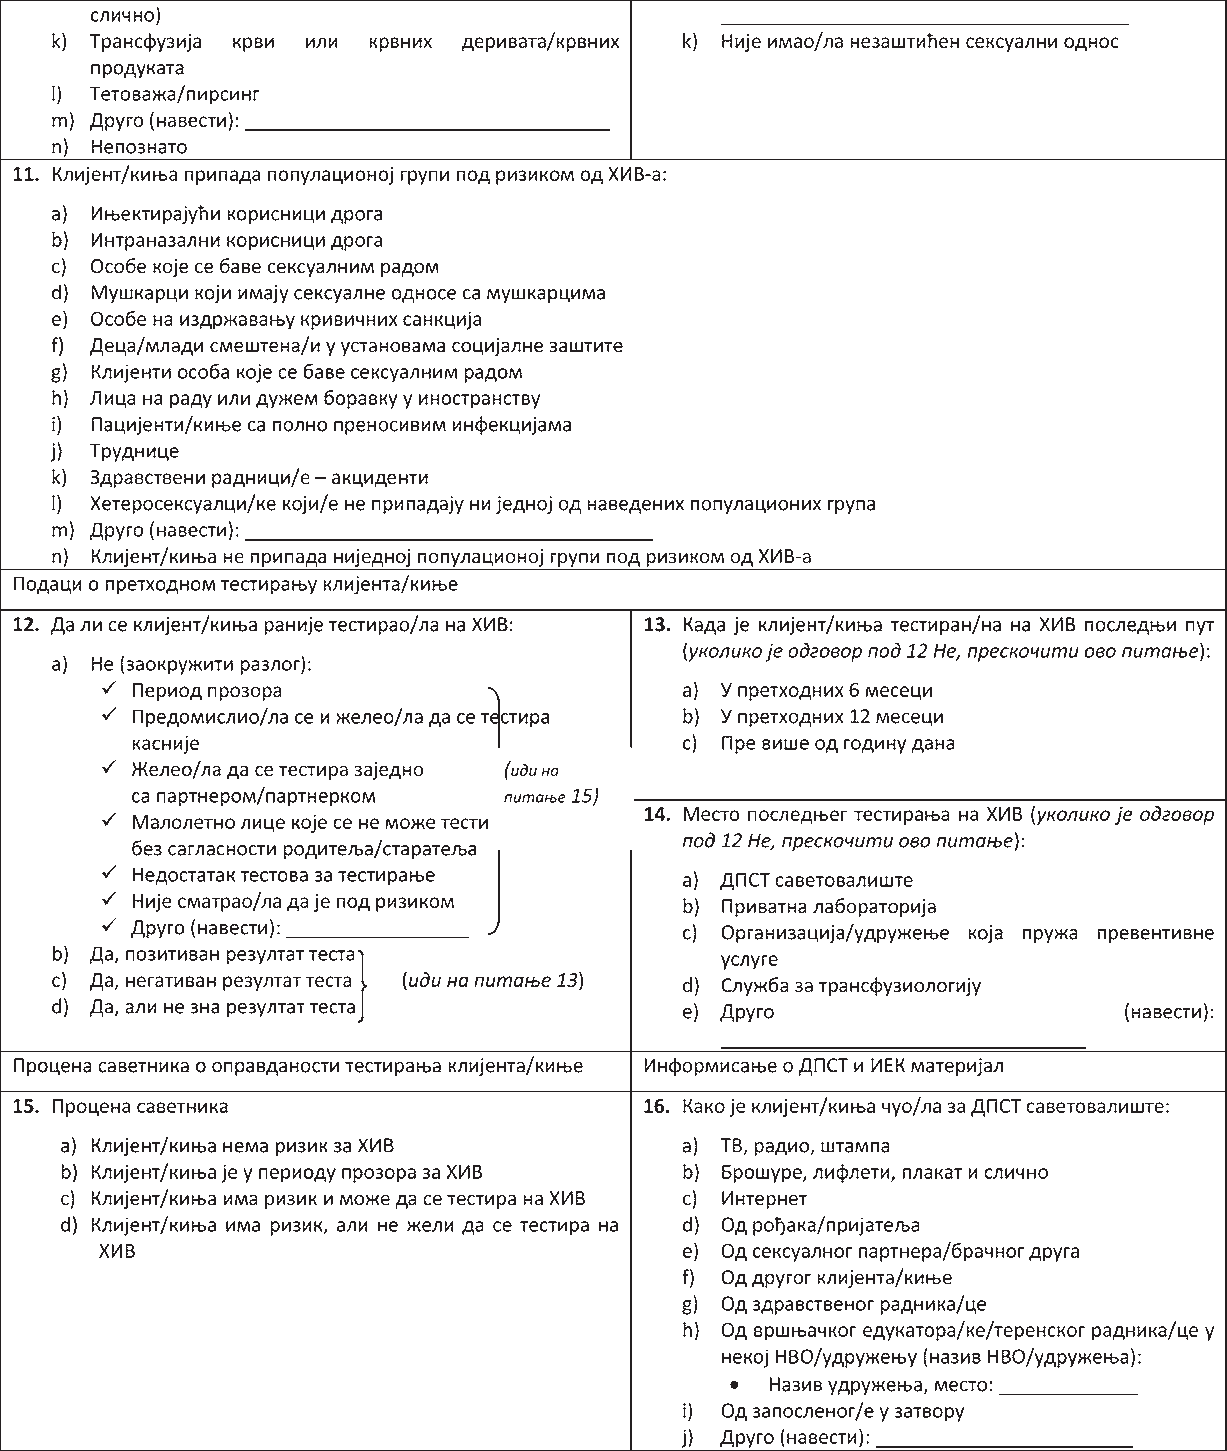 слично)
k) Трансфузија крви или крвних деривата/крвних
продуката
l) Тетоважа/пирсинг
m) Друго (навести): ____________________
n) Непознато
____________________
k) Није имао/ла незаштићен сексуални однос
11. Клијент/киња припада популационој групи под ризиком од ХИВ-а:
a) Ињектирајући корисници дрога
b) Интраназални корисници дрога
c) Особе које се баве сексуалним радом
d) Мушкарци који имају сексуалне односе са мушкарцима
e) Особе на издржавању кривичних санкција
f) Деца/млади смештена/и у установама социјалне заштите
g) Клијенти особа које се баве сексуалним радом
h) Лица на раду или дужем боравку у иностранству
i) Пацијенти/киње са полно преносивим инфекцијама
j) Труднице
k) Здравствени радници/е – акциденти
l) Хетеросексуалци/ке који/е не припадају ни једној од наведених популационих група
m) Друго (навести): ____________________
n) Клијент/киња не припада ниједној популационој групи под ризиком од ХИВ-а
Подаци о претходном тестирању клијента/киње
12. Да ли се клијент/киња раније тестирао/ла на ХИВ:
a) Не (заокружити разлог):
✓ Период прозора
✓ Предомислио/ла се и желео/ла да се тестира
касније
✓ Желео/ла да се тестира заједно
са партнером/партнерком
(иди на
питање 15)
✓ Малолетно лице које се не може тести
без сагласности родитеља/старатеља
✓ Недостатак тестова за тестирање
✓ Није сматрао/ла да је под ризиком
✓ Друго (навести): ____________________
b) Да, позитиван резултат теста
c) Да, негативан резултат теста (иди на питање 13)
d) Да, али не зна резултат теста
13. Када је клијент/киња тестиран/на на ХИВ последњи пут
(уколико је одговор под 12 Не, прескочити ово питање):
a) У претходних 6 месеци
b) У претходних 12 месеци
c) Пре више од годину дана
14. Место последњег тестирања на ХИВ (уколико је одговор
под 12 Не, прескочити ово питање):
a) ДПСТ саветовалиште
b) Приватна лабораторија
c) Организација/удружење која пружа превентивне
услуге
d) Служба за трансфузиологију
e) Друго (навести):
____________________
Процена саветника о оправданости тестирања клијента/киње
15. Процена саветника
a) Клијент/киња нема ризик за ХИВ
b) Клијент/киња је у периоду прозора за ХИВ
c) Клијент/киња има ризик и може да се тестира на ХИВ
d) Клијент/киња има ризик, али не жели да се тестира на
ХИВ
Информисање о ДПСТ и ИЕК материјал
16. Како је клијент/киња чуо/ла за ДПСТ саветовалиште:
a) ТВ, радио, штампа
b) Брошуре, лифлети, плакат и слично
c) Интернет
d) Од рођака/пријатеља
e) Од сексуалног партнера/брачног друга
f) Од другог клијента/киње
g) Од здравственог радника/це
h) Од вршњачког едукатора/ке/теренског радника/це у
некој НВО/удружењу (назив НВО/удружења):
• Назив удружења, место: ____________________
i) Од запосленог/е у затвору
j) Друго (навести): ____________________